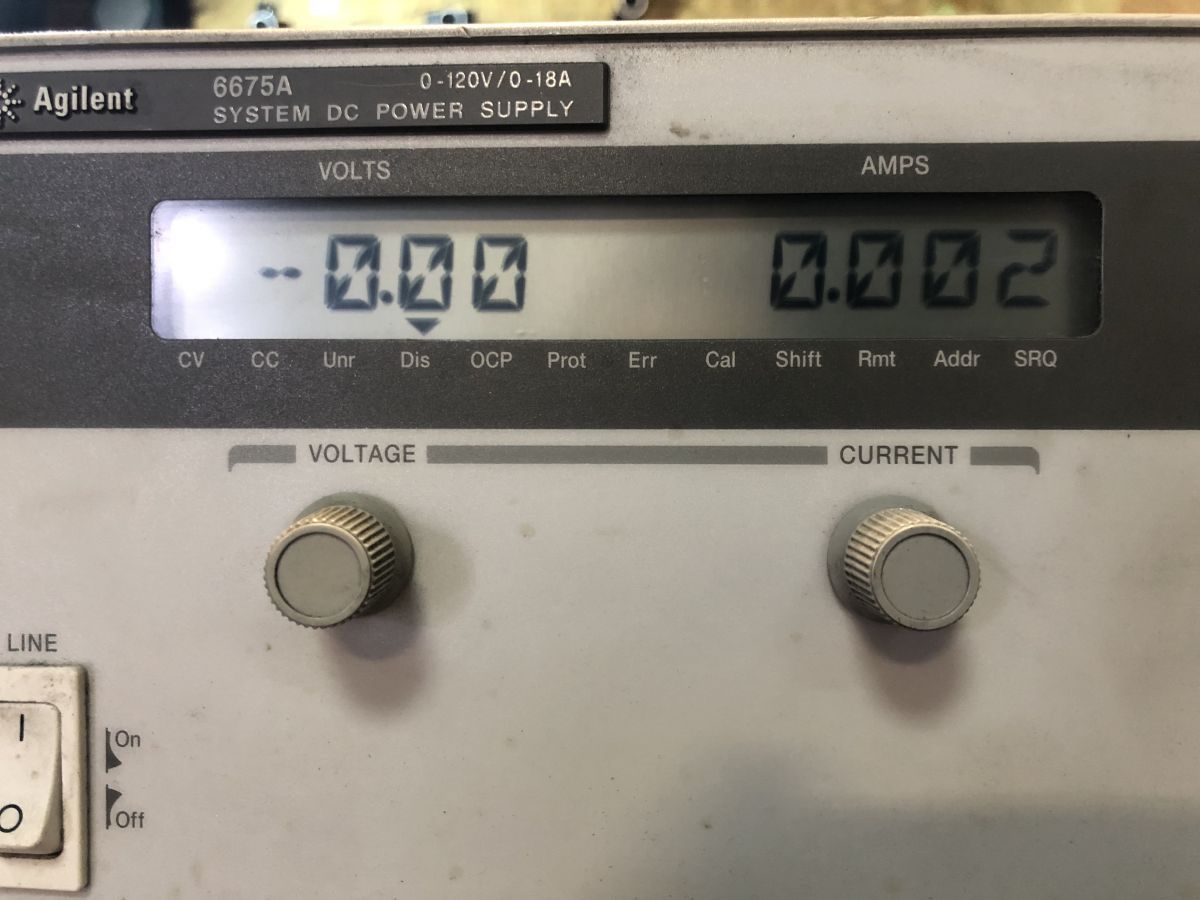 Agilent 6675A 0-120V/0-18A
SYSTEM DC POWER SUPPLY
VOLTS AMPS
-0.00 0.002
CV CC Unr Dis OCP Prot Err Cal Shift Rmt Addr SRQ
VOLTAGE CURRENT
LINE
I On
O Off